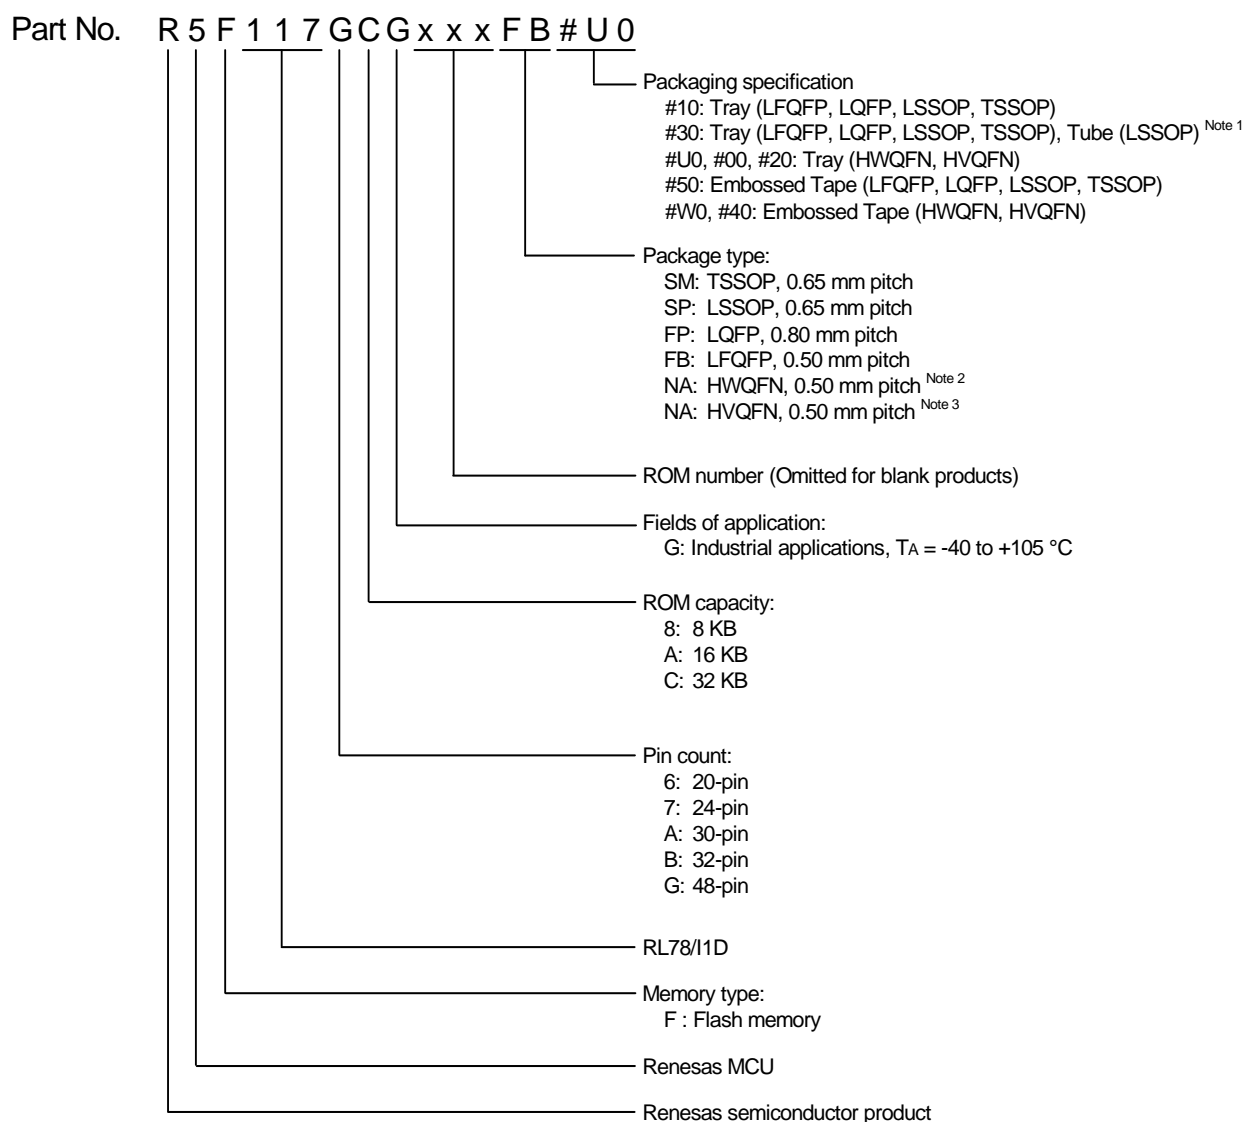 Part No. R 5 F 1 1 7 G C G x x x F B # U 0
Packaging specification
#10: Tray (LFQFP, LQFP, LSSOP, TSSOP)
#30: Tray (LFQFP, LQFP, LSSOP, TSSOP), Tube (LSSOP) Note 1
#U0, #00, #20: Tray (HWQFN, HVQFN)
#50: Embossed Tape (LFQFP, LQFP, LSSOP, TSSOP)
#W0, #40: Embossed Tape (HWQFN, HVQFN)
Package type:
SM: TSSOP, 0.65 mm pitch
SP: LSSOP, 0.65 mm pitch
FP: LQFP, 0.80 mm pitch
FB: LFQFP, 0.50 mm pitch
NA: HWQFN, 0.50 mm pitch Note 2
NA: HVQFN, 0.50 mm pitch Note 3
ROM number (Omitted for blank products)
Fields of application:
G: Industrial applications, TA = -40 to +105 °C
ROM capacity:
8: 8 KB
A: 16 KB
C: 32 KB
Pin count:
6: 20-pin
7: 24-pin
A: 30-pin
B: 32-pin
G: 48-pin
RL78/I1D
Memory type:
F : Flash memory
Renesas MCU
Renesas semiconductor product